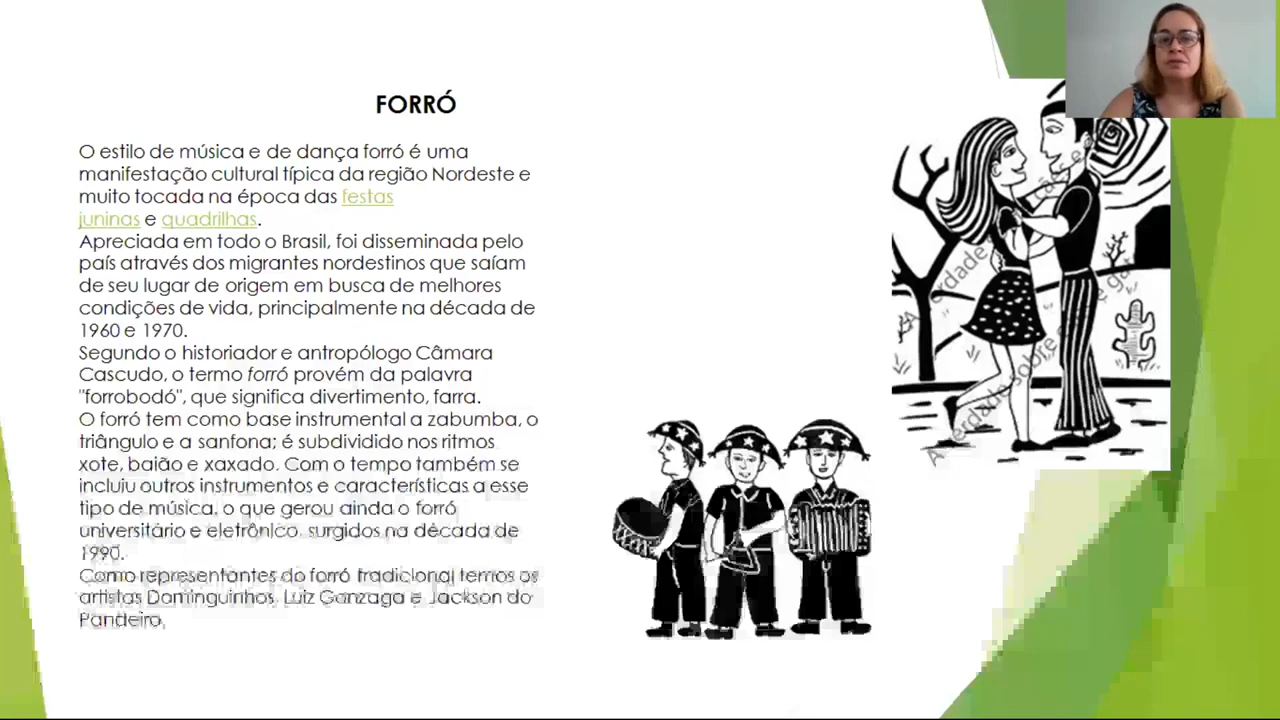 FORRÓ
O estilo de música e de dança forró é uma
manifestação cultural típica da região Nordeste e
muito tocada na época das festas
juninas e quadrilhas.
Apreciada em todo o Brasil, foi disseminada pelo
país através dos migrantes nordestinos que saíam
de seu lugar de origem em busca de melhores
condições de vida, principalmente na década de
1960 e 1970.
Segundo o historiador e antropólogo Câmara
Cascudo, o termo forró provém da palavra
"forrobodó", que significa divertimento, farra.
O forró tem como base instrumental a zabumba, o
triângulo e a sanfona; é subdividido nos ritmos
xote, baião e xaxado. Com o tempo também se
incluiu outros instrumentos e características a esse
tipo de música, o que gerou ainda o forró
universitário e eletrônico, surgidos na década de
1990.
Como representantes do forró tradicional temos os
artistas Dominguinhos, Luiz Gonzaga e Jackson do
Pandeiro.